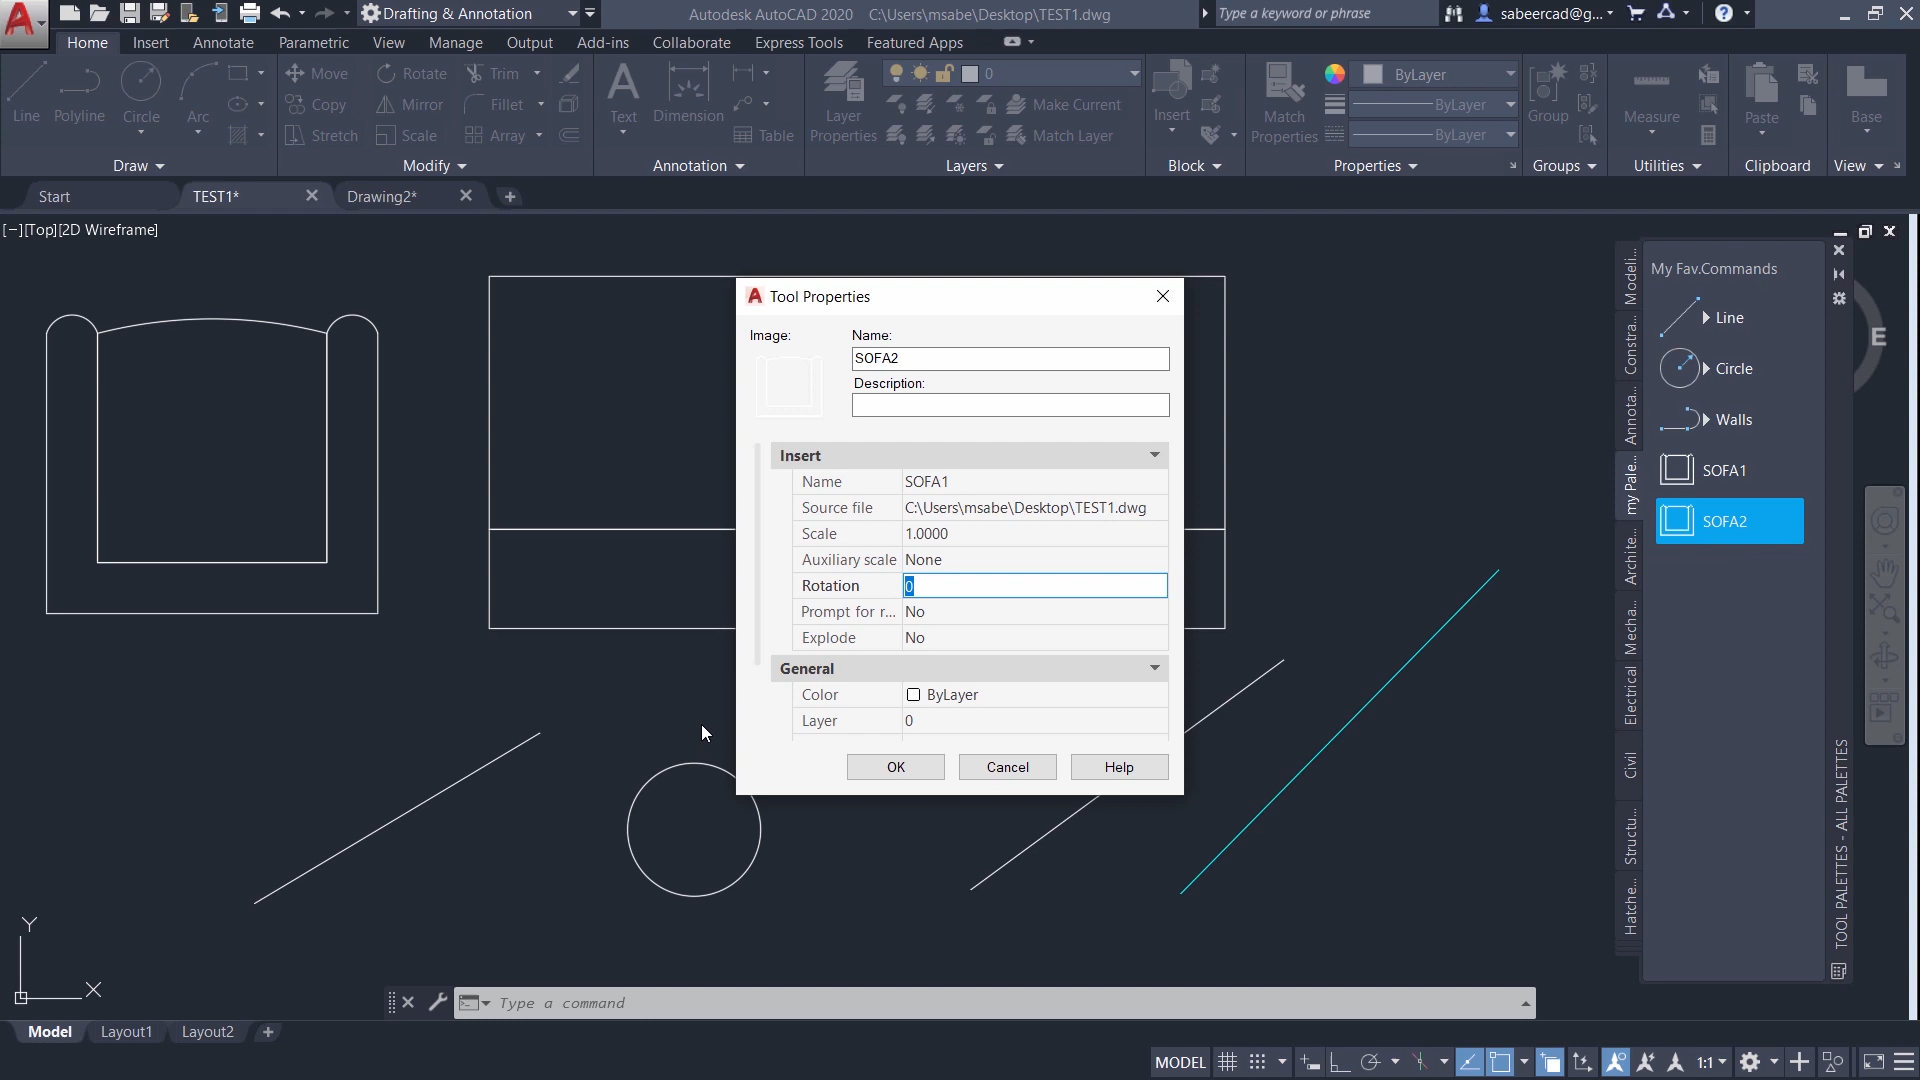 Drafting & Annotation
Autodesk AutoCAD 2020 C:\Users\msabe\Desktop\TEST1.dwg
Type a keyword or phrase
sabeercad@g...
Home Insert Annotate Parametric View Manage Output Add-ins Collaborate Express Tools Featured Apps
Line
Polyline
Circle
Arc
Move
Rotate
Trim
Copy
Mirror
Fillet
Stretch
Scale
Array
Text
Dimension
Table
Layer
Properties
0
Make Current
Match Layer
Insert
Match
Properties
ByLayer
ByLayer
ByLayer
Group
Measure
Paste
Base
Draw
Modify
Annotation
Layers
Block
Properties
Groups
Utilities
Clipboard
View
Start
TEST1*
Drawing2*
[−][Top][2D Wireframe]
Tool Properties
Image:
Name:
SOFA2
Description:
Insert
Name SOFA1
Source file C:\Users\msabe\Desktop\TEST1.dwg
Scale 1.0000
Auxiliary scale None
Rotation 0
Prompt for r... No
Explode No
General
Color ByLayer
Layer 0
OK
Cancel
Help
My Fav.Commands
Line
Circle
Walls
SOFA1
SOFA2
Modeli...
Constra...
Annota...
my Pale...
Archite...
Mecha...
Electrical
Civil
Structu...
Hatche...
TOOL PALETTES - ALL PALETTES
E
Y
X
Type a command
Model
Layout1
Layout2
MODEL
1:1